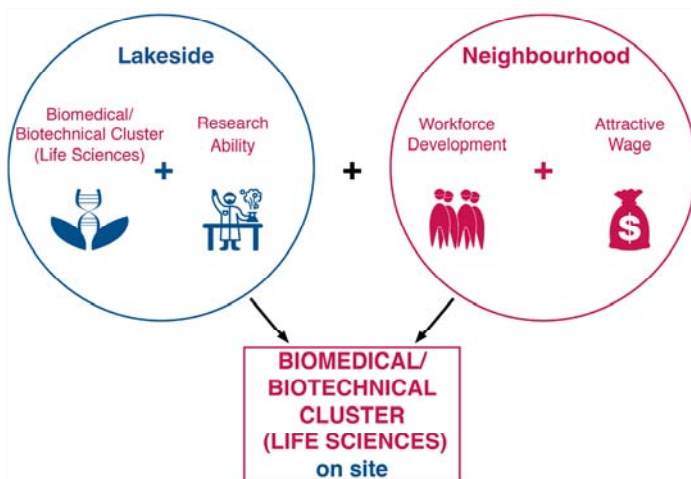 Lakeside
Biomedical/
Biotechnical Cluster
(Life Sciences)
+
Research
Ability
+
Neighbourhood
Workforce
Development
+
Attractive
Wage
$
BIOMEDICAL/
BIOTECHNICAL
CLUSTER
(LIFE SCIENCES)
on site